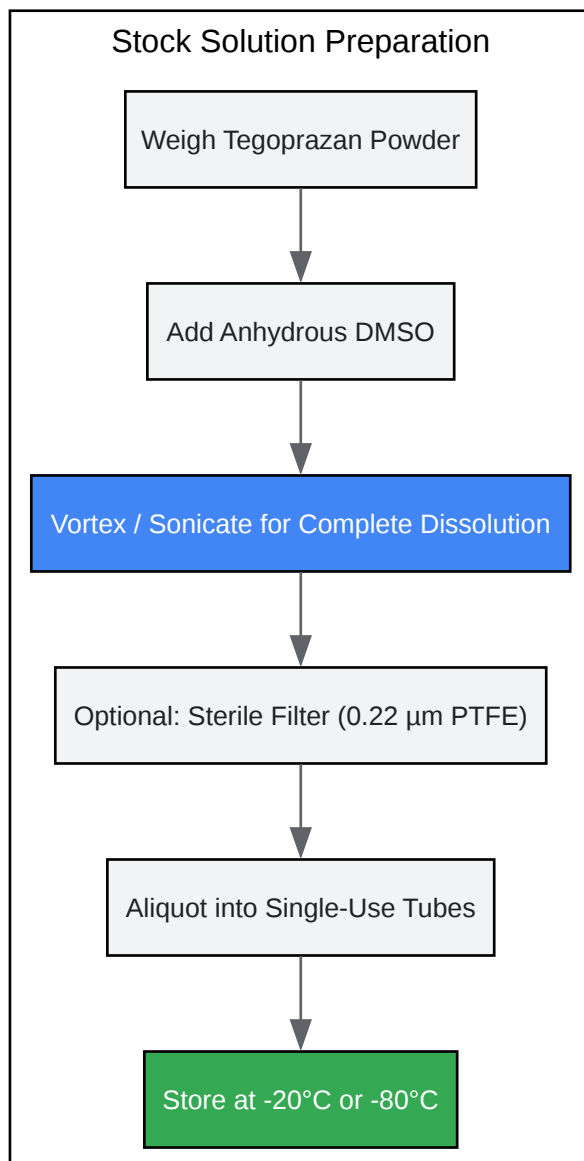 Stock Solution Preparation
Weigh Tegoprazan Powder
Add Anhydrous DMSO
Vortex / Sonicate for Complete Dissolution
Optional: Sterile Filter (0.22 µm PTFE)
Aliquot into Single-Use Tubes
Store at -20°C or -80°C